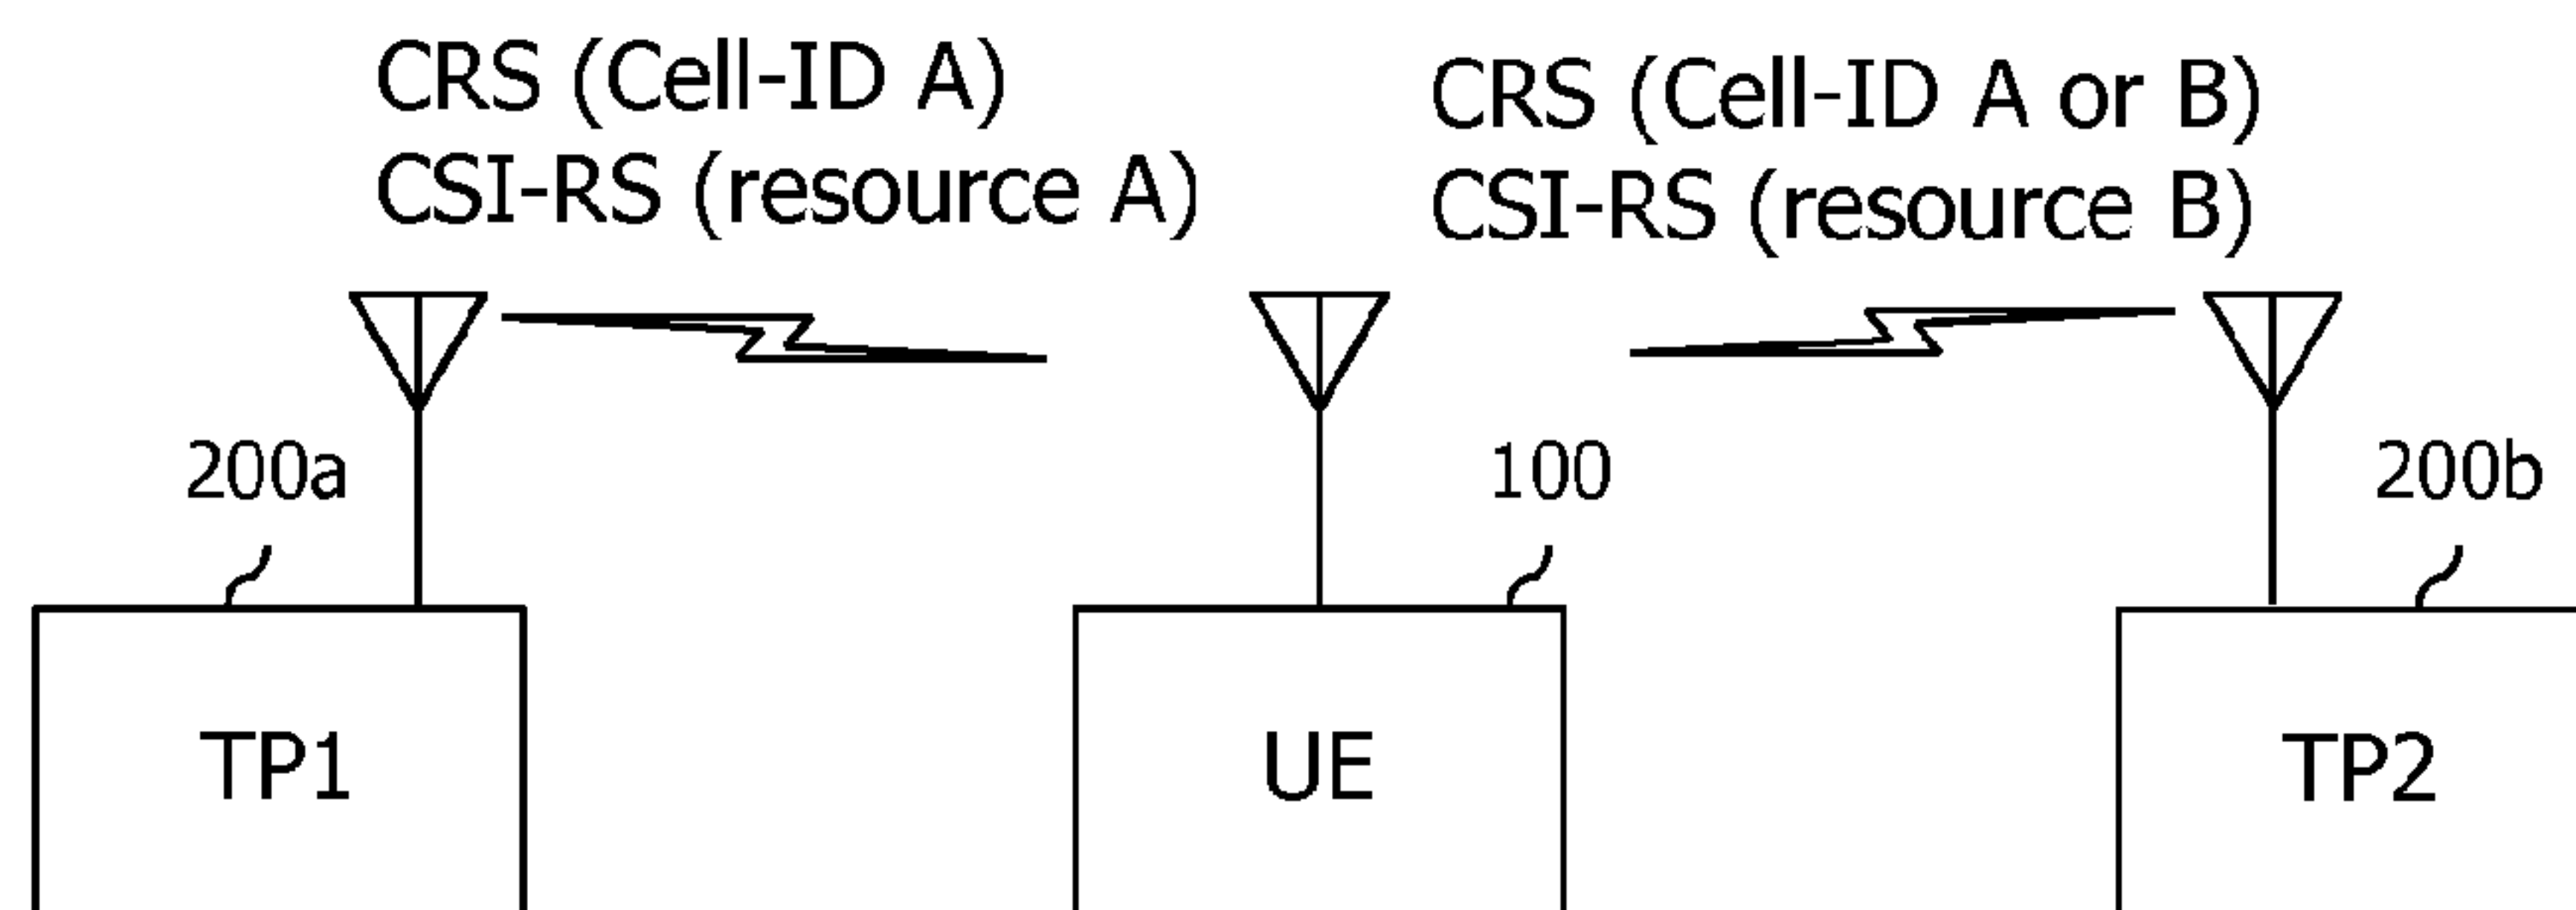 CRS (Cell-ID A)
CSI-RS (resource A)
CRS (Cell-ID A or B)
CSI-RS (resource B)
200a
100
200b
TP1
UE
TP2